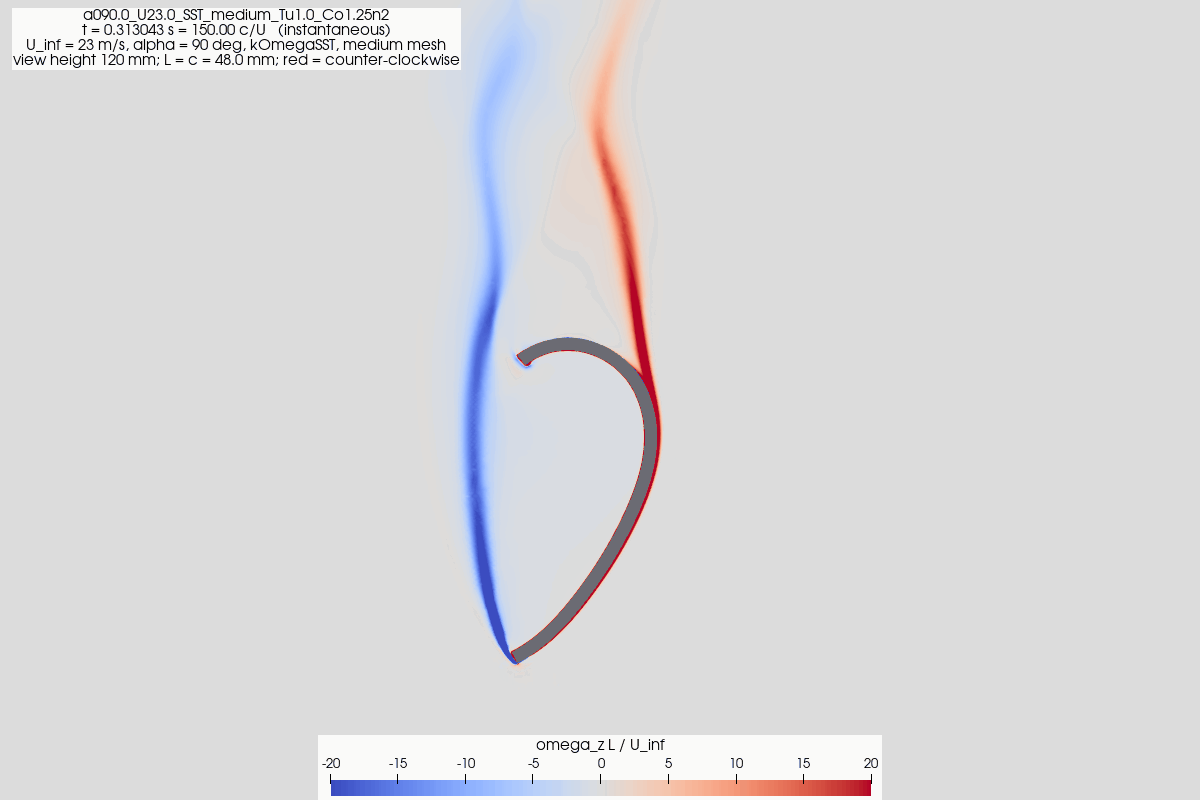 a090.0_U23.0_SST_medium_Tu1.0_Co1.25n2
t = 0.313043 s = 150.00 c/U (instantaneous)
U_inf = 23 m/s, alpha = 90 deg, kOmegaSST, medium mesh
view height 120 mm; L = c = 48.0 mm; red = counter-clockwise
omega_z L / U_inf
-20 -15 -10 -5 0 5 10 15 20